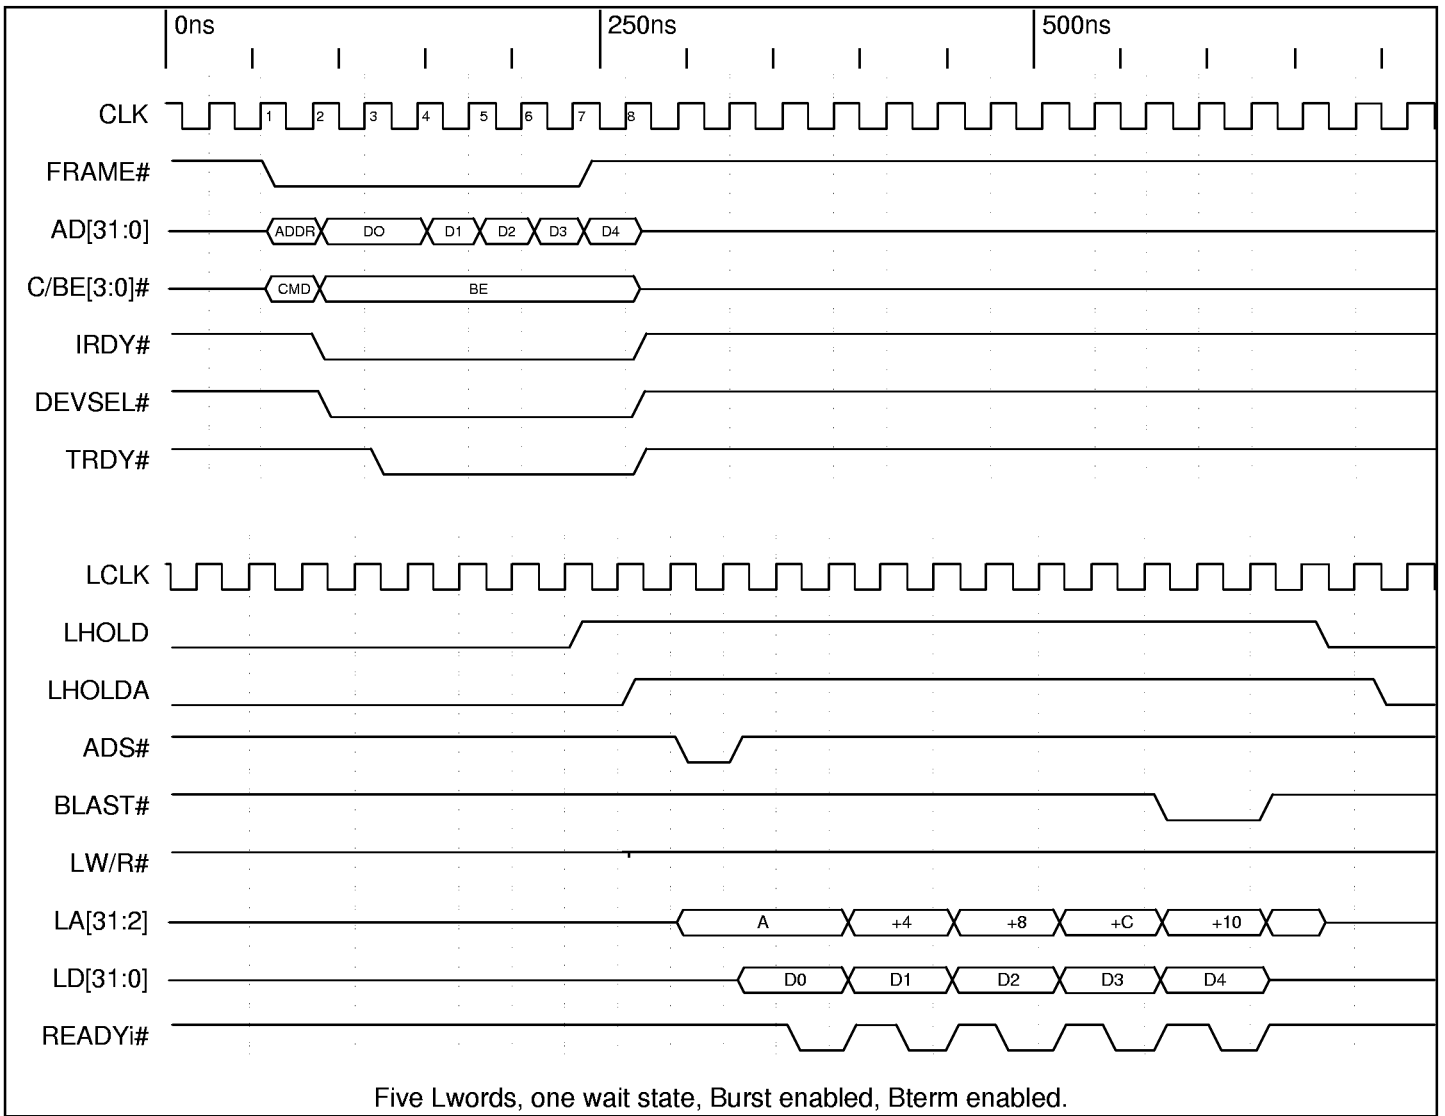 0ns 250ns 500ns
CLK 1 2 3 4 5 6 7 8
FRAME#
AD[31:0] ADDR DO D1 D2 D3 D4
C/BE[3:0]# CMD BE
IRDY#
DEVSEL#
TRDY#
LCLK
LHOLD
LHOLDA
ADS#
BLAST#
LW/R#
LA[31:2] A +4 +8 +C +10
LD[31:0] D0 D1 D2 D3 D4
READYi#
Five Lwords, one wait state, Burst enabled, Bterm enabled.